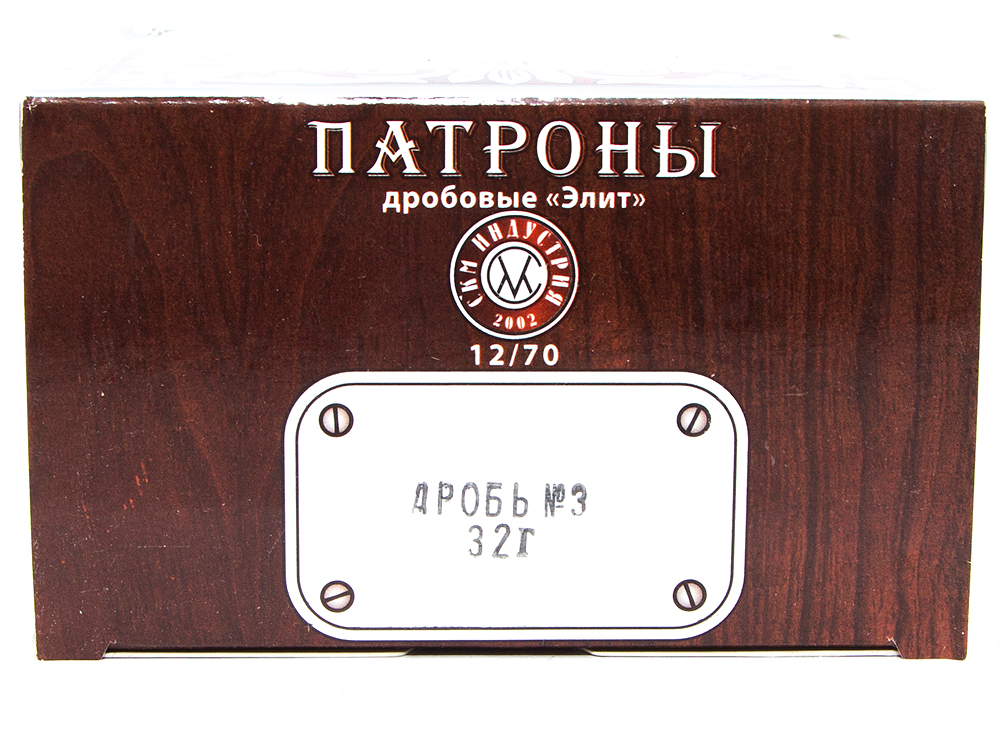 ПАТРОНЫ
дробовые «Элит»
СКМ ИНДУСТРИЯ
2002
12/70
ДРОБЬ №3
32Г